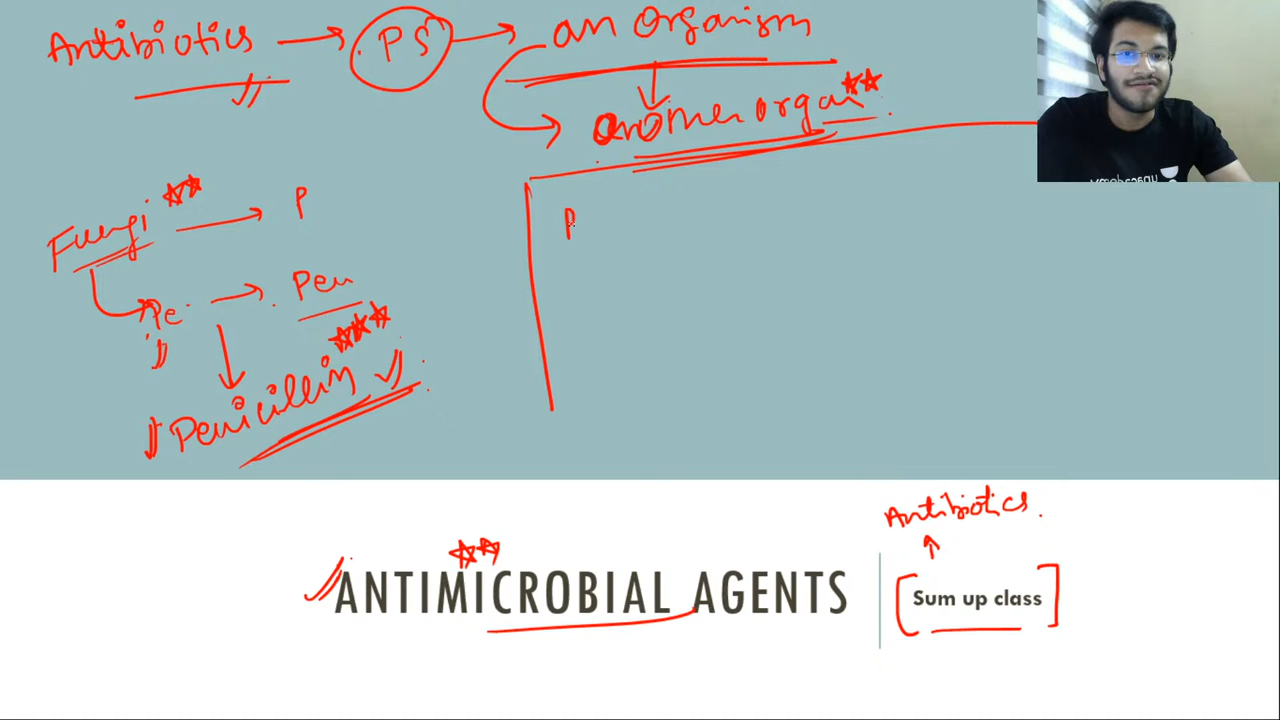 Antibiotics → PS → an organism
another organ
Fungi → P
Pe → Pen
Penicillin
P
Antibiotics.
ANTIMICROBIAL AGENTS
Sum up class